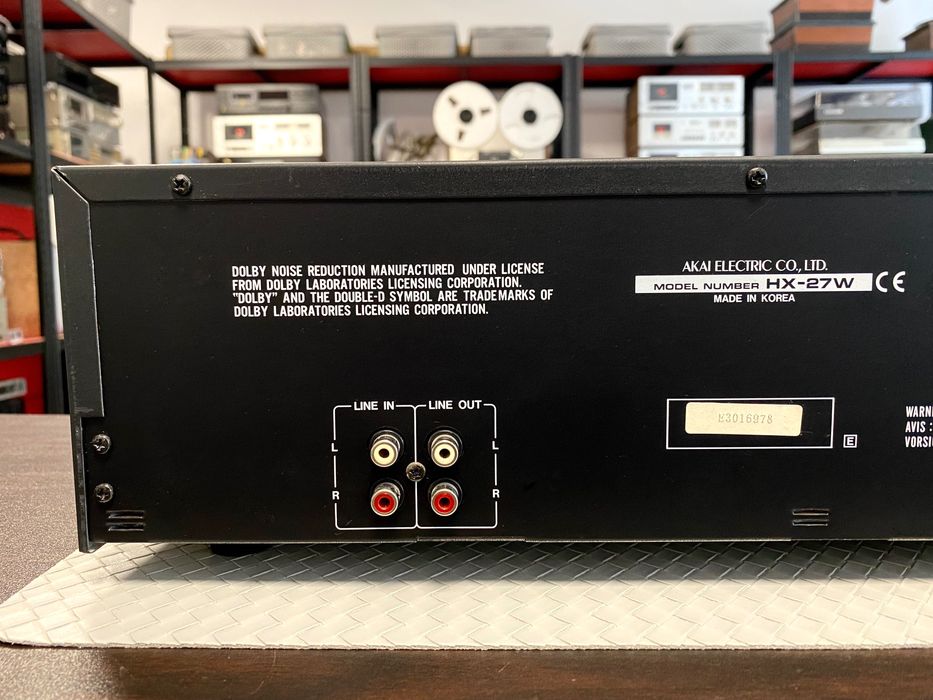 DOLBY NOISE REDUCTION MANUFACTURED UNDER LICENSE
FROM DOLBY LABORATORIES LICENSING CORPORATION.
"DOLBY" AND THE DOUBLE-D SYMBOL ARE TRADEMARKS OF
DOLBY LABORATORIES LICENSING CORPORATION.
AKAI ELECTRIC CO., LTD.
MODEL NUMBER HX-27W
CE
MADE IN KOREA
LINE IN
LINE OUT
L
L
R
R
E3016978
E
AVIS :